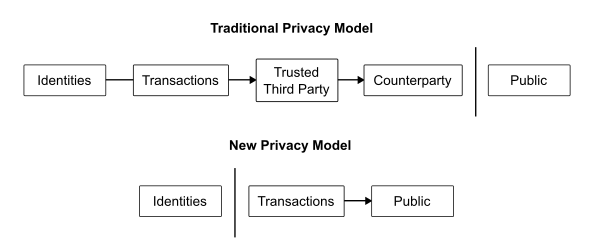 Traditional Privacy Model
Identities
Transactions
Trusted
Third Party
Counterparty
Public
New Privacy Model
Identities
Transactions
Public